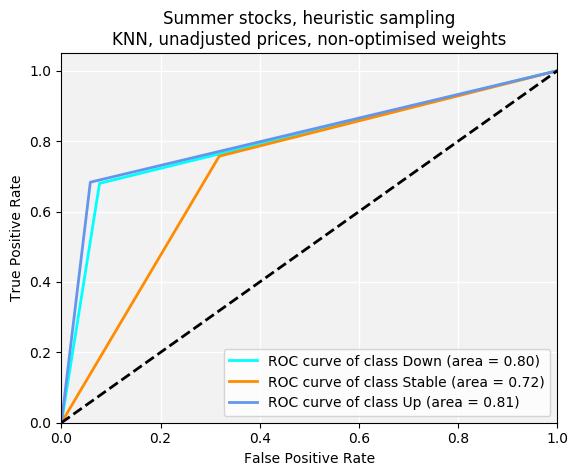 Summer stocks, heuristic sampling
KNN, unadjusted prices, non-optimised weights
1.0
0.8
0.6
0.4
0.2
0.0
True Positive Rate
ROC curve of class Down (area = 0.80)
ROC curve of class Stable (area = 0.72)
ROC curve of class Up (area = 0.81)
0.0 0.2 0.4 0.6 0.8 1.0
False Positive Rate